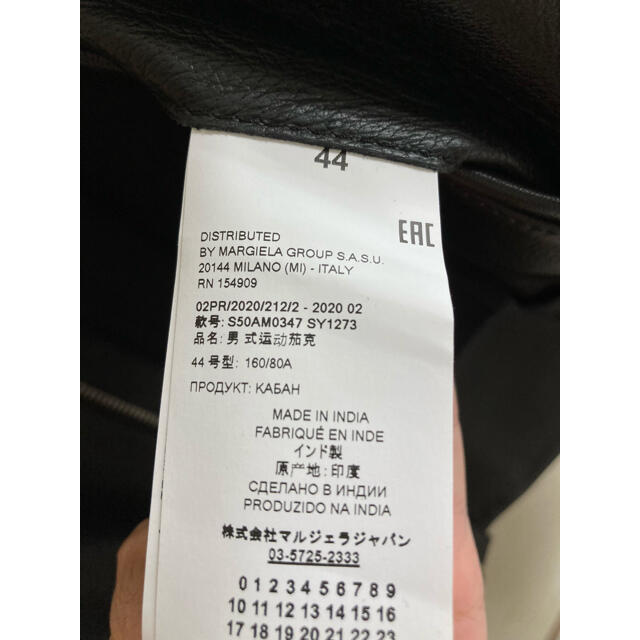 44
DISTRIBUTED
BY MARGIELA GROUP S.A.S.U.
20144 MILANO (MI) - ITALY
RN 154909
EAC
02PR/2020/212/2 - 2020 02
款号: S50AM0347 SY1273
品名: 男 式运动茄克
44 号型: 160/80A
ПРОДУКТ: КАБАН
MADE IN INDIA
FABRIQUÉ EN INDE
インド製
原产地: 印度
СДЕЛАНО В ИНДИИ
PRODUZIDO NA INDIA
株式会社マルジェラジャパン
03-5725-2333
0 1 2 3 4 5 6 7 8 9
10 11 12 13 14 15 16
17 18 19 20 21 22 23